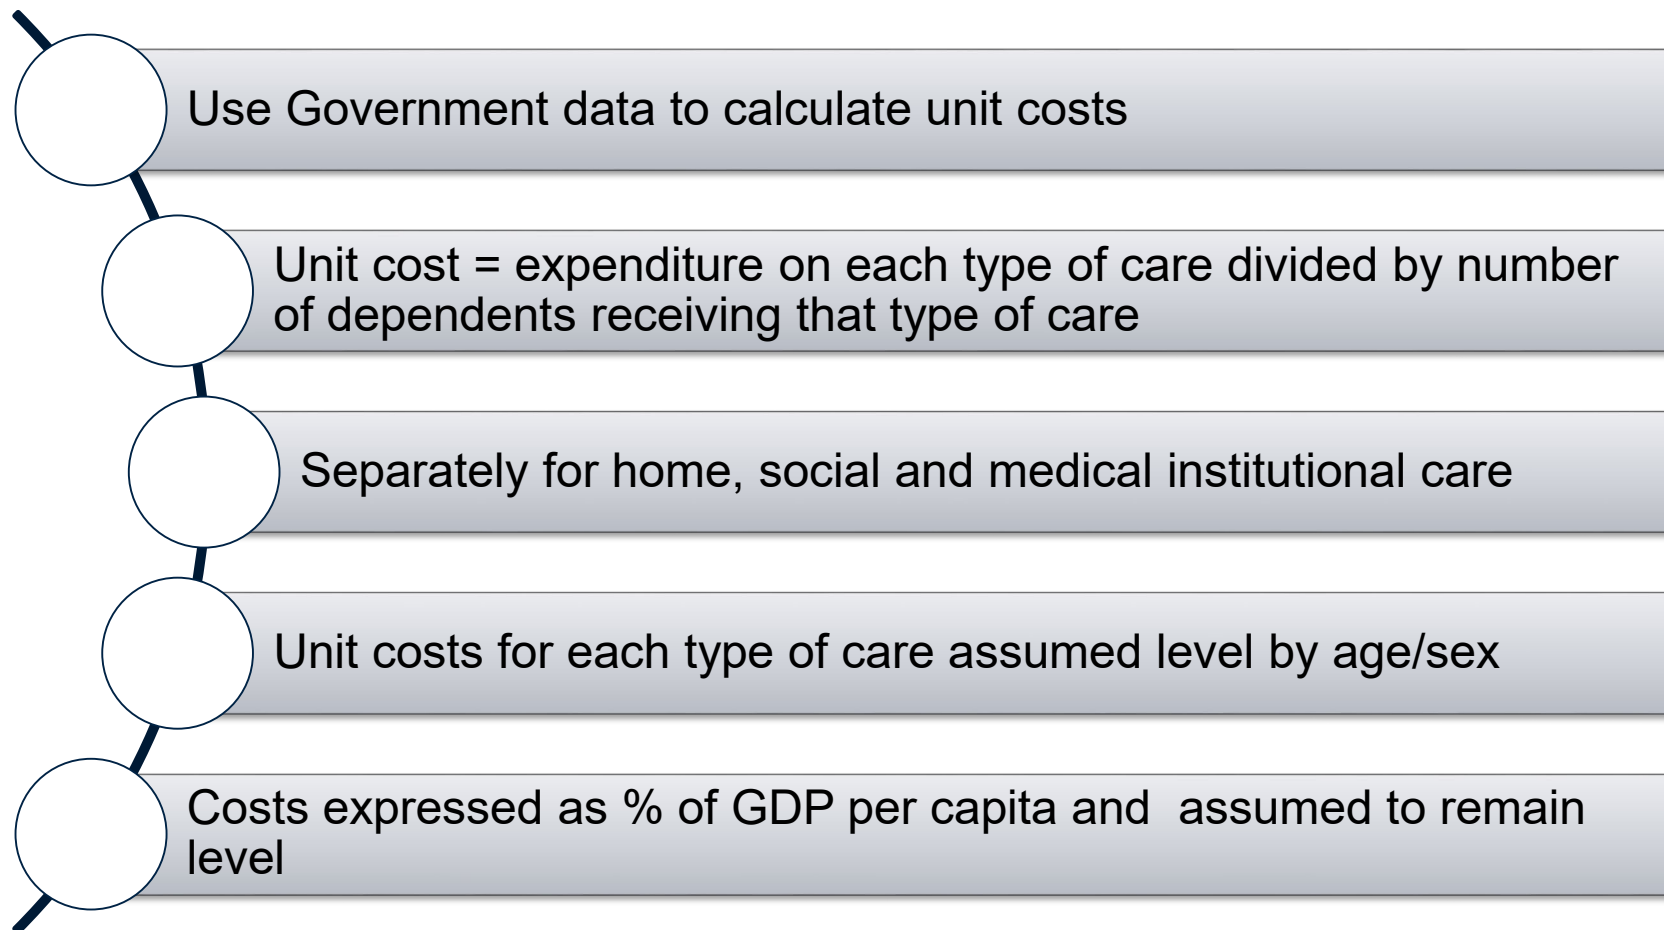 Use Government data to calculate unit costs
Unit cost = expenditure on each type of care divided by number
of dependents receiving that type of care
Separately for home, social and medical institutional care
Unit costs for each type of care assumed level by age/sex
Costs expressed as % of GDP per capita and  assumed to remain
level